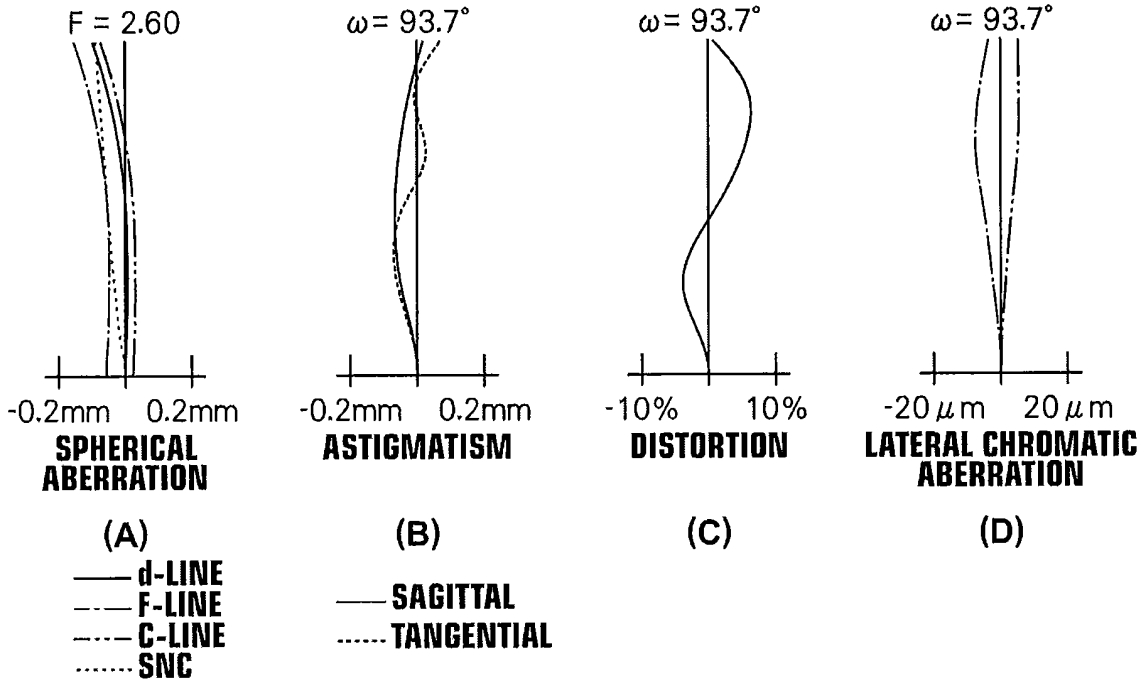 F = 2.60
ω= 93.7°
ω= 93.7°
ω= 93.7°
-0.2mm 0.2mm
-0.2mm 0.2mm
-10% 10%
-20 μm 20 μm
SPHERICAL
ABERRATION
ASTIGMATISM
DISTORTION
LATERAL CHROMATIC
ABERRATION
(A)
(B)
(C)
(D)
d-LINE
F-LINE
C-LINE
SNC
SAGITTAL
TANGENTIAL